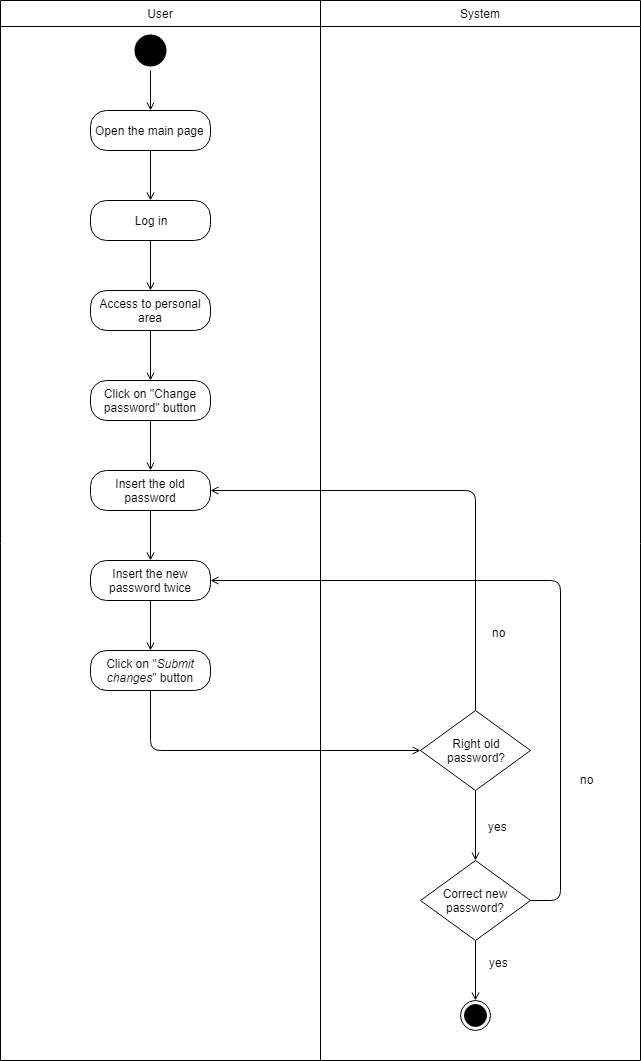 User
System
Open the main page
Log in
Access to personal
area
Click on "Change
password" button
Insert the old
password
Insert the new
password twice
no
Click on "Submit
changes" button
Right old
password?
no
yes
Correct new
password?
yes